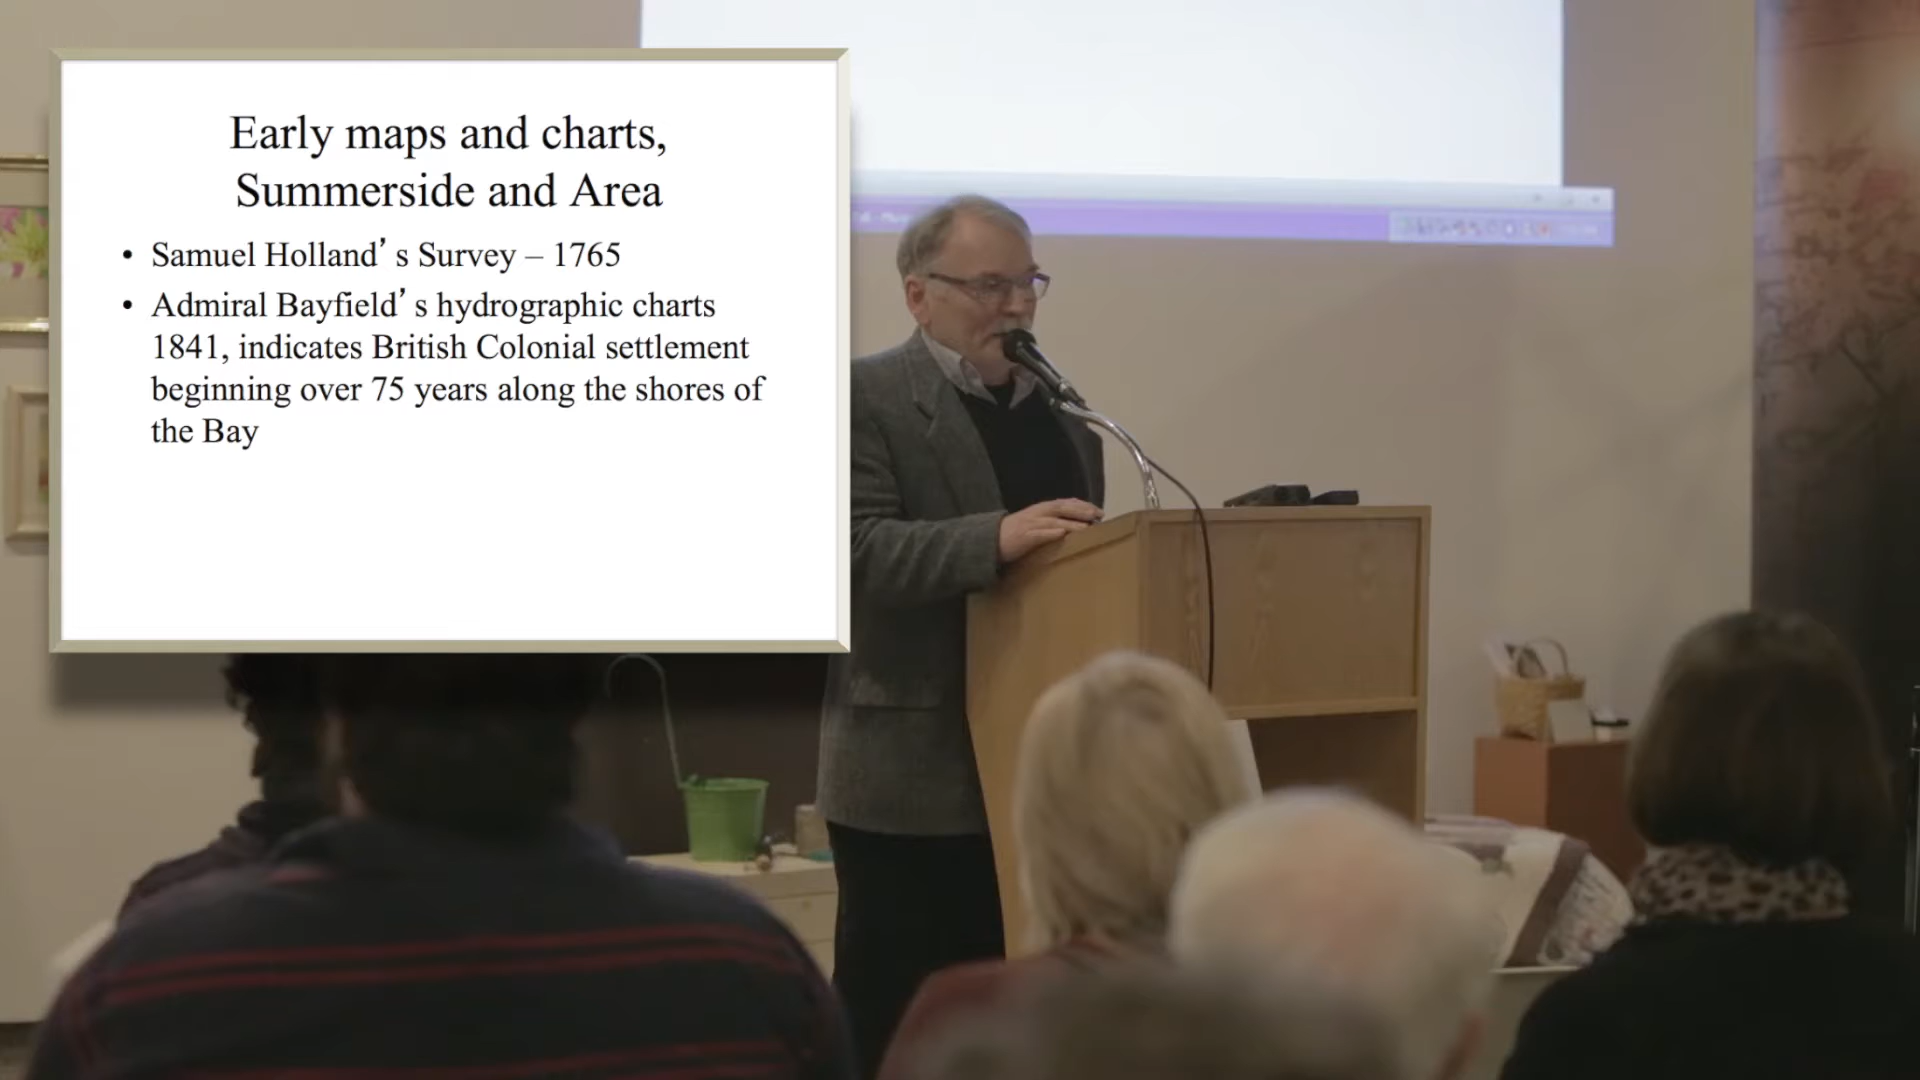 Early maps and charts,
Summerside and Area
• Samuel Holland's Survey – 1765
• Admiral Bayfield's hydrographic charts
1841, indicates British Colonial settlement
beginning over 75 years along the shores of
the Bay